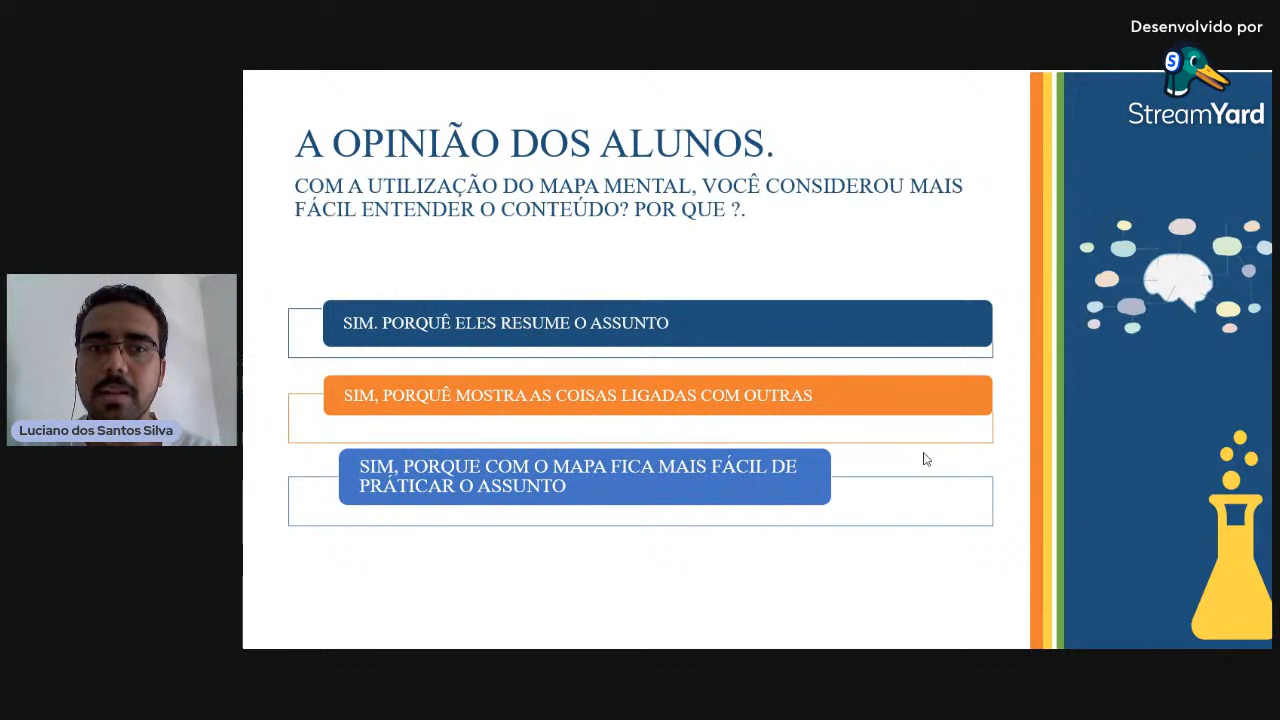 Desenvolvido por
S
StreamYard
A OPINIÃO DOS ALUNOS.
COM A UTILIZAÇÃO DO MAPA MENTAL, VOCÊ CONSIDEROU MAIS
FÁCIL ENTENDER O CONTEÚDO? POR QUE ?.
SIM. PORQUÊ ELES RESUME O ASSUNTO
SIM, PORQUÊ MOSTRA AS COISAS LIGADAS COM OUTRAS
SIM, PORQUE COM O MAPA FICA MAIS FÁCIL DE
PRÁTICAR O ASSUNTO
Luciano dos Santos Silva